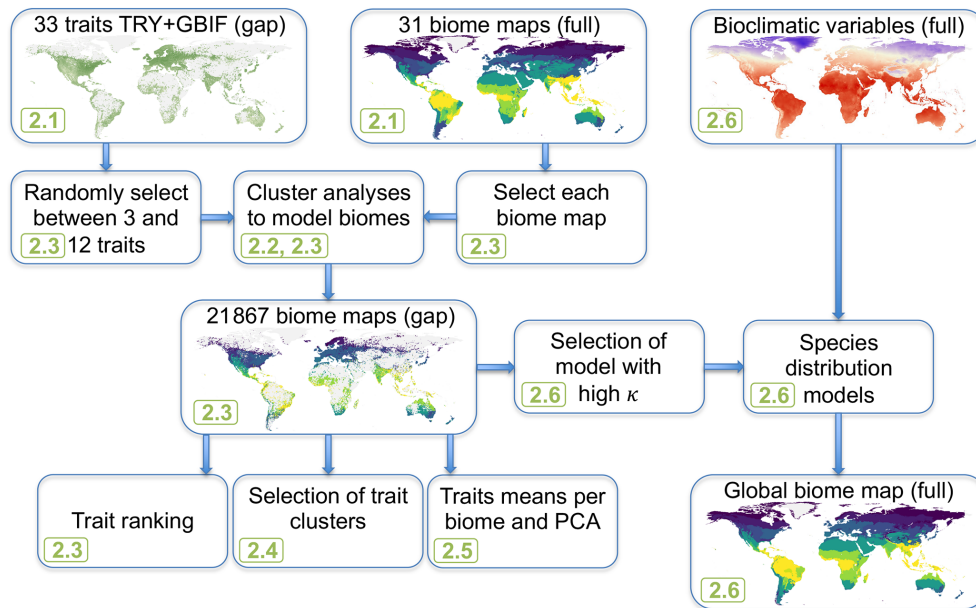 33 traits TRY+GBIF (gap)
2.1
31 biome maps (full)
2.1
Bioclimatic variables (full)
2.6
Randomly select
between 3 and
2.3 12 traits
Cluster analyses
to model biomes
2.2, 2.3
Select each
biome map
2.3
21 867 biome maps (gap)
2.3
Selection of
model with
2.6 high κ
Species
distribution
2.6 models
Trait ranking
2.3
Selection of trait
clusters
2.4
Traits means per
biome and PCA
2.5
Global biome map (full)
2.6